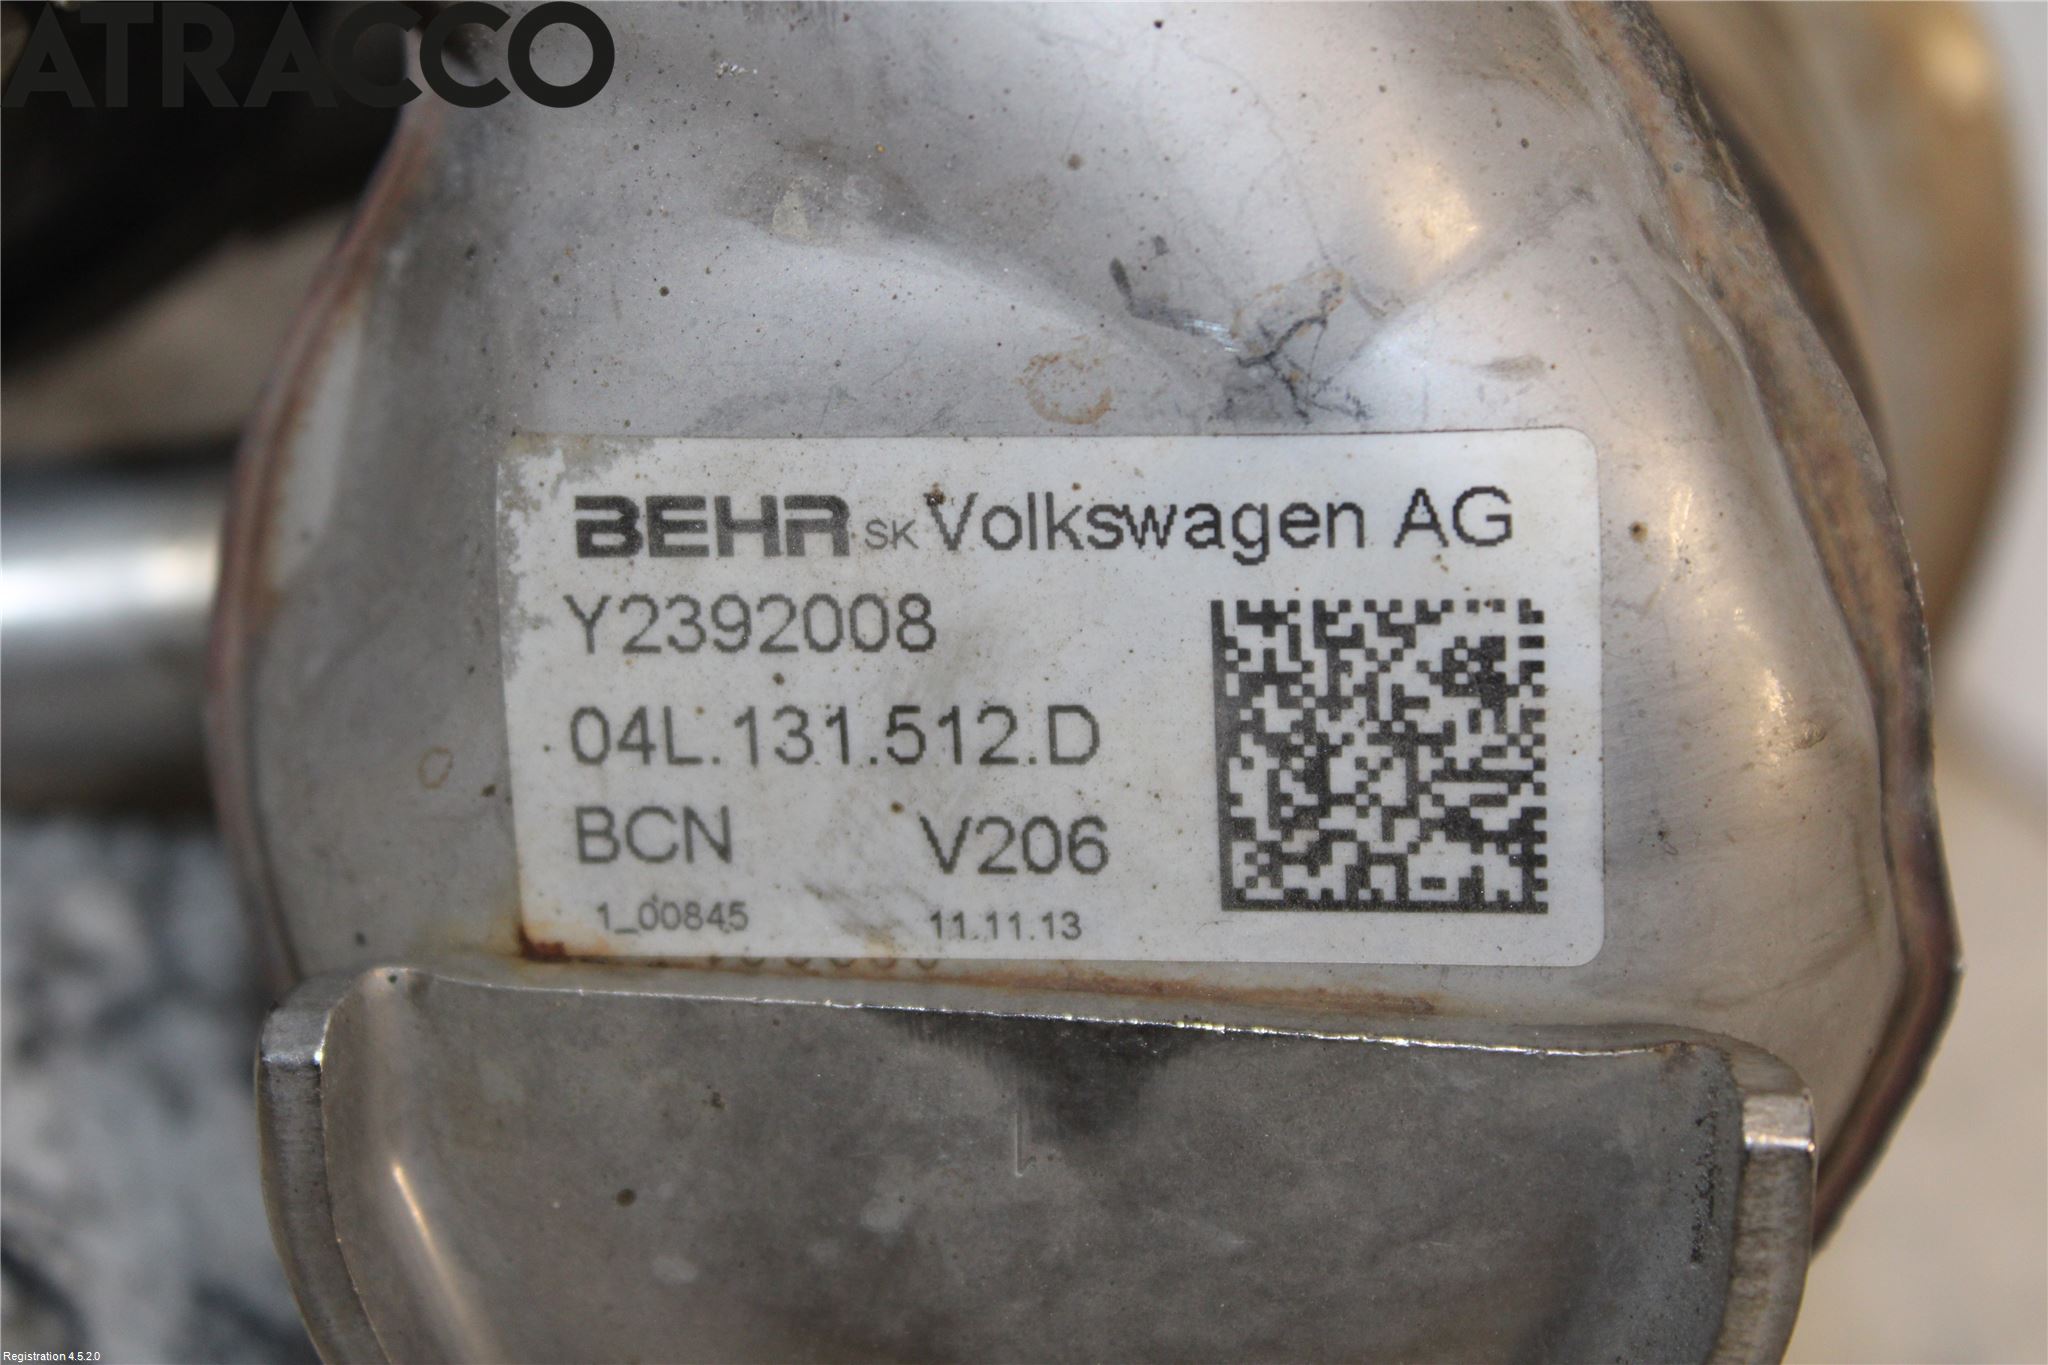 ATRACCO
BEHR SK Volkswagen AG
Y2392008
04L.131.512.D
BCN V206
1_00845 11.11.13
Registration 4.5.2.0